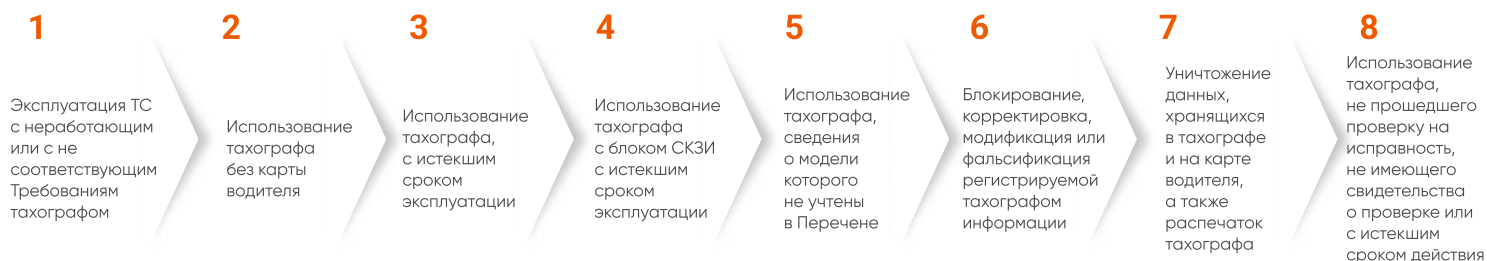 1
Эксплуатация ТС
с неработающим
или с не
соответствующим
Требованиям
тахографом
2
Использование
тахографа
без карты
водителя
3
Использование
тахографа,
с истекшим
сроком
эксплуатации
4
Использование
тахографа
с блоком СКЗИ
с истекшим
сроком
эксплуатации
5
Использование
тахографа,
сведения
о модели
которого
не учтены
в Перечене
6
Блокирование,
корректировка,
модификация или
фальсификация
регистрируемой
тахографом
информации
7
Уничтожение
данных,
хранящихся
в тахографе
и на карте
водителя,
а также
распечаток
тахографа
8
Использование
тахографа,
не прошедшего
проверку на
исправность,
не имеющего
свидетельства
о проверке или
с истекшим
сроком действия